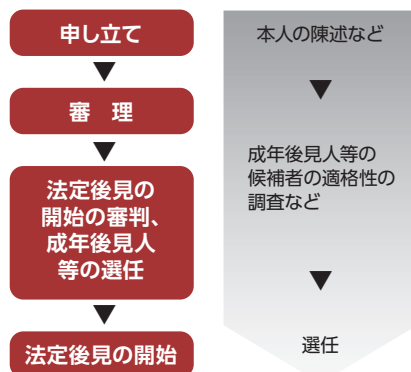 申し立て
▼
審　理
▼
法定後見の
開始の審判、
成年後見人
等の選任
▼
法定後見の開始
本人の陳述など
▼
成年後見人等の
候補者の適格性の
調査など
▼
選任